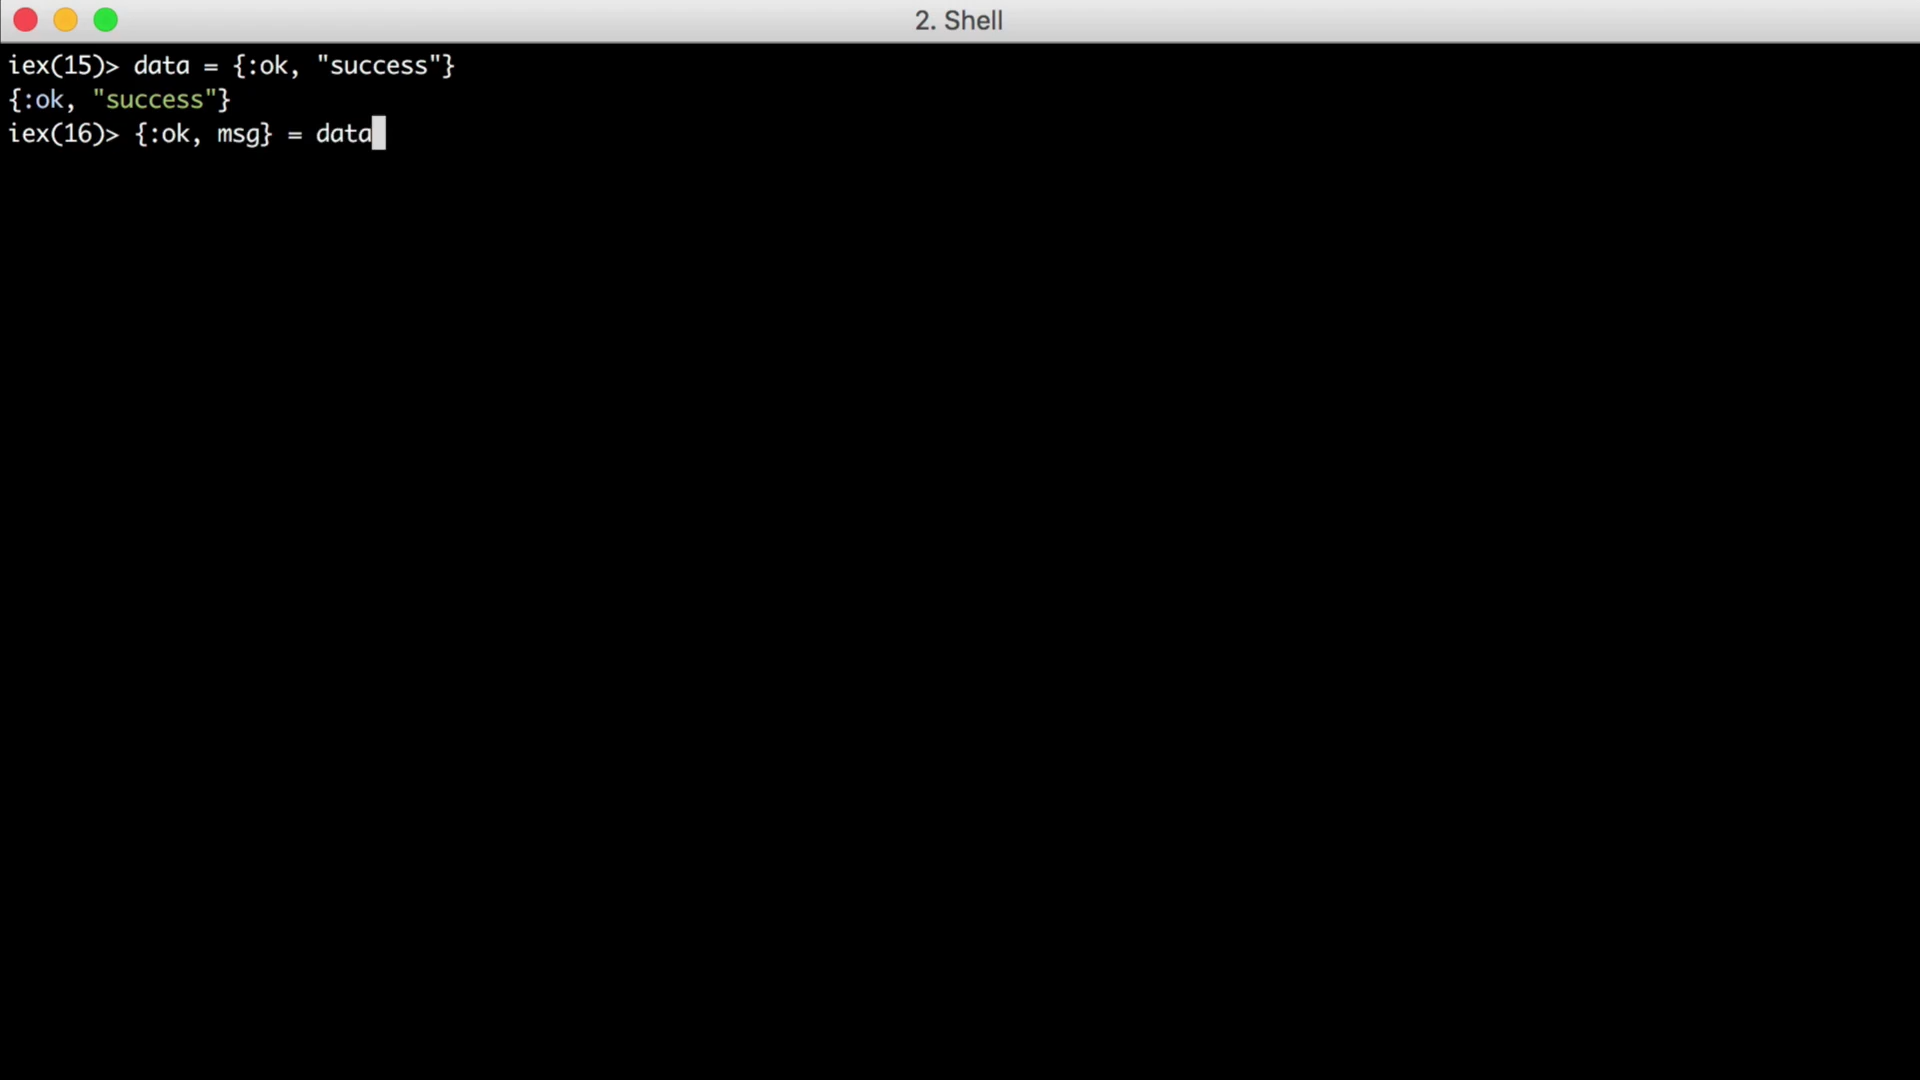 2. Shell
iex(15)> data = {:ok, "success"}
{:ok, "success"}
iex(16)> {:ok, msg} = data